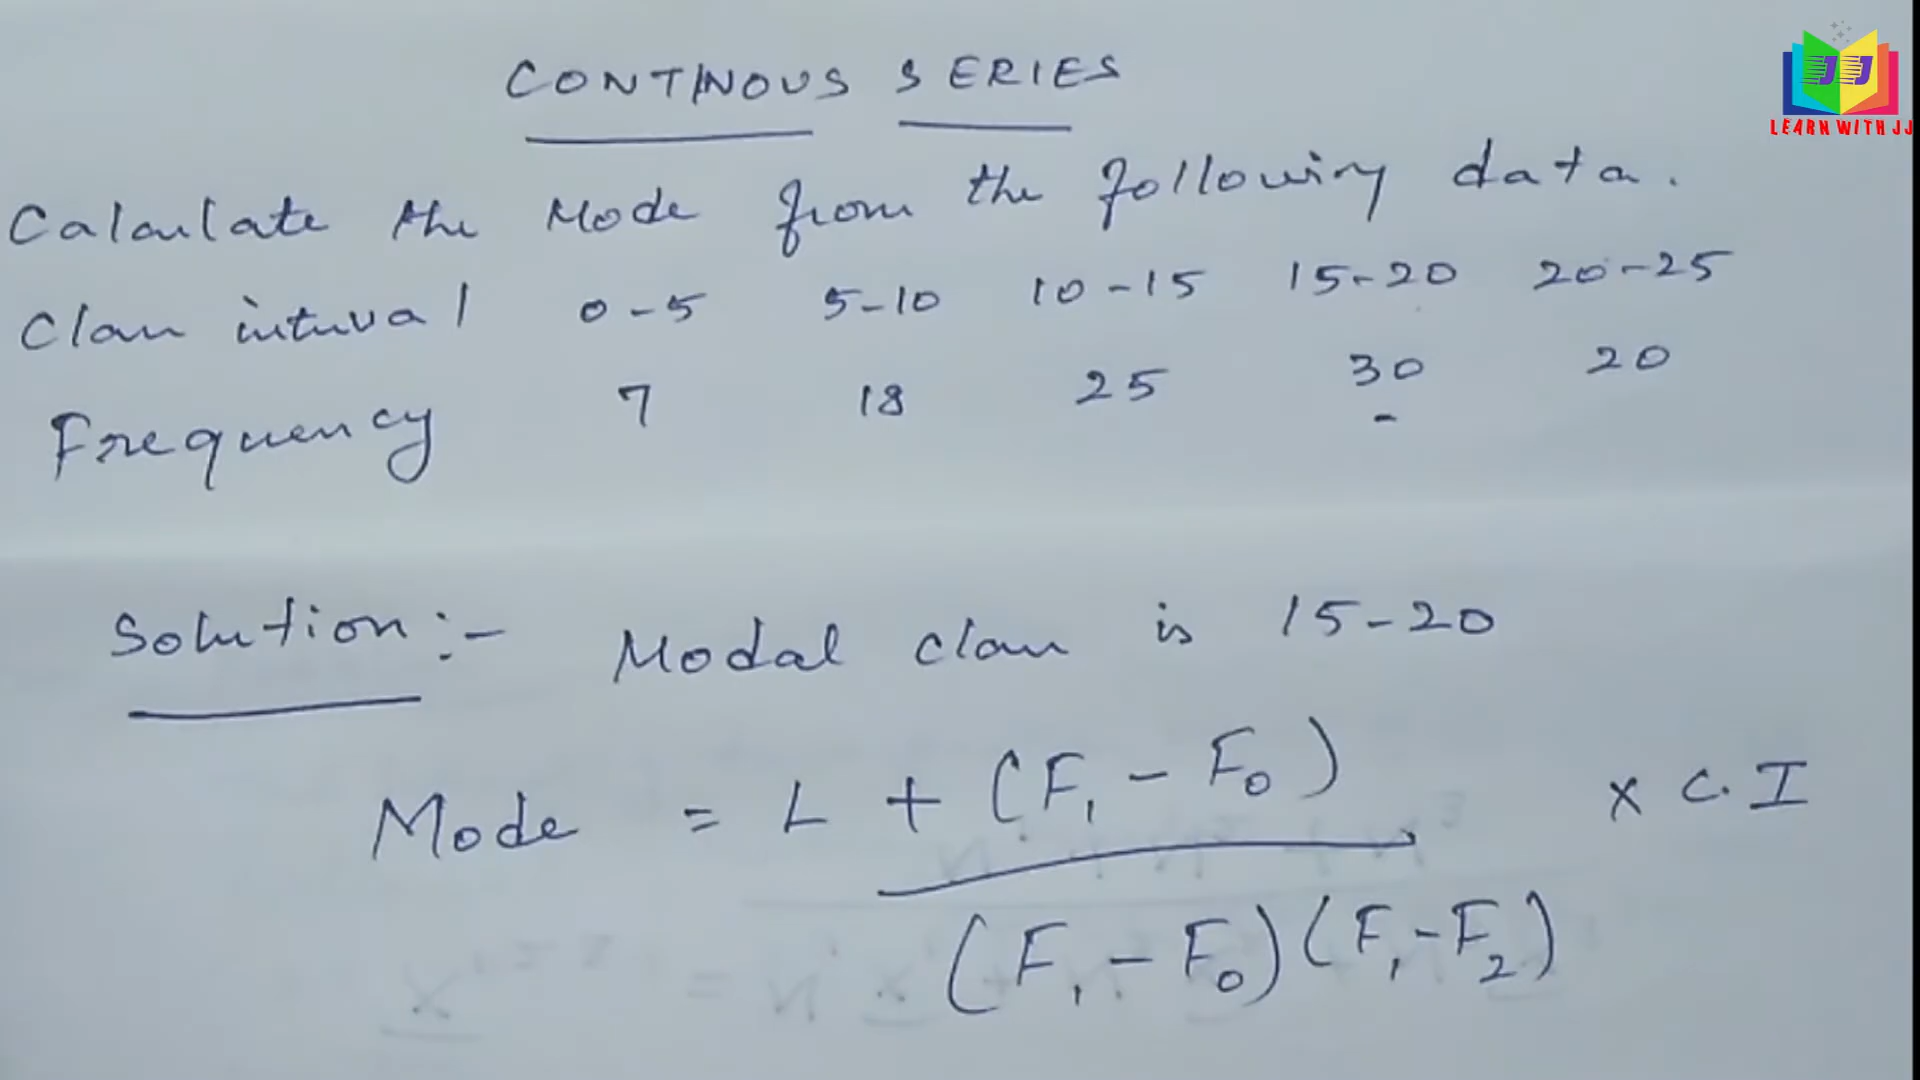 CONTINOUS SERIES
JJ
LEARN WITH JJ
Calculate the Mode from the following data.
Class interval 0-5 5-10 10-15 15-20 20-25
Frequency 7 18 25 30 20
Solution:- Modal class is 15-20
Mode = L + (F₁ - F₀) x C.I
(F₁ - F₀)(F₁-F₂)